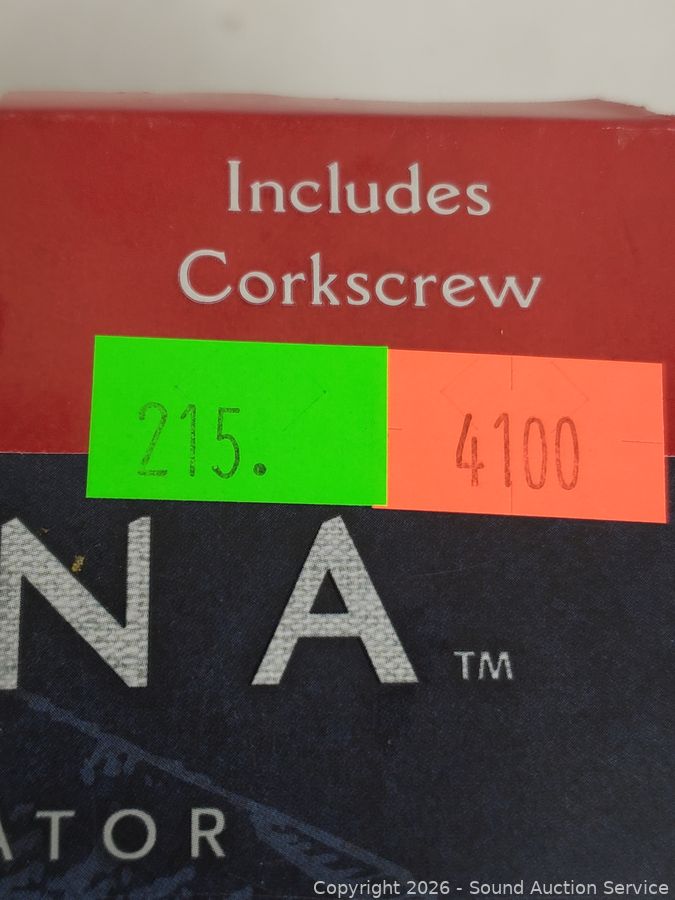 Includes
Corkscrew
215. 4100
NA™
ATOR
Copyright 2026 - Sound Auction Service